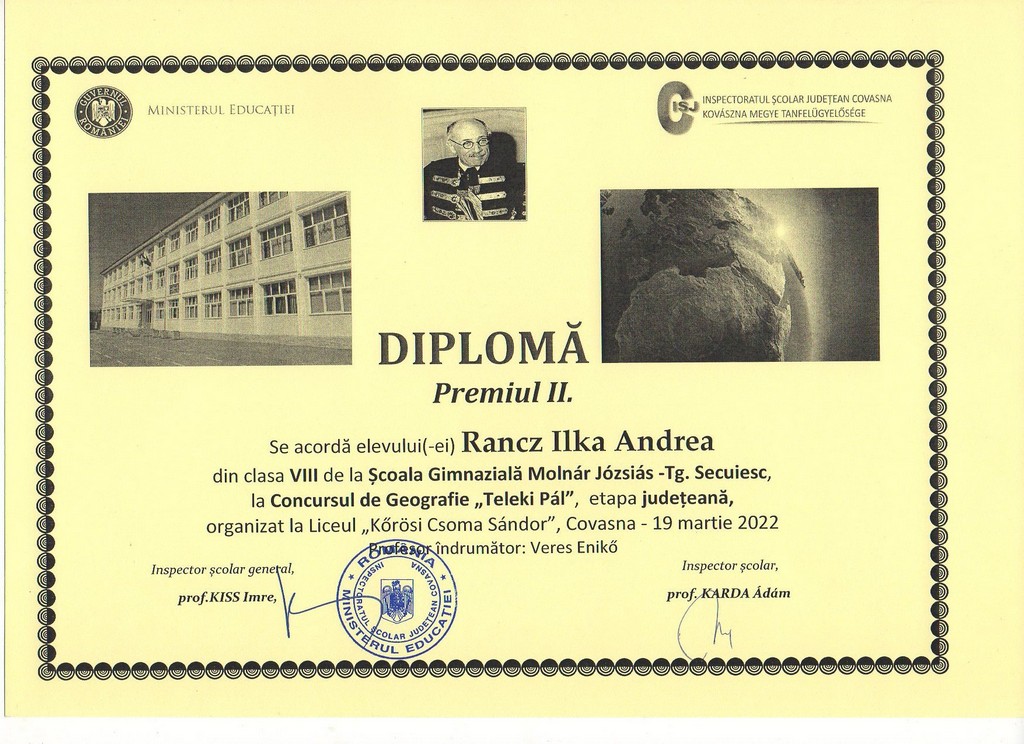 GUVERNUL ROMÂNIEI
MINISTERUL EDUCAȚIEI
CISJ
INSPECTORATUL ȘCOLAR JUDEȚEAN COVASNA
KOVÁSZNA MEGYE TANFELÜGYELŐSÉGE
DIPLOMĂ
Premiul II.
Se acordă elevului(-ei) Rancz Ilka Andrea
din clasa VIII de la Școala Gimnazială Molnár Józsiás -Tg. Secuiesc,
la Concursul de Geografie „Teleki Pál”, etapa județeană,
organizat la Liceul „Kőrösi Csoma Sándor”, Covasna - 19 martie 2022
Profesor îndrumător: Veres Enikő
Inspector școlar general,
prof.KISS Imre,
Inspector școlar,
prof. KARDA Ádám
ROMÂNIA
MINISTERUL EDUCAȚIEI
INSPECTORATUL ȘCOLAR JUDEȚEAN COVASNA